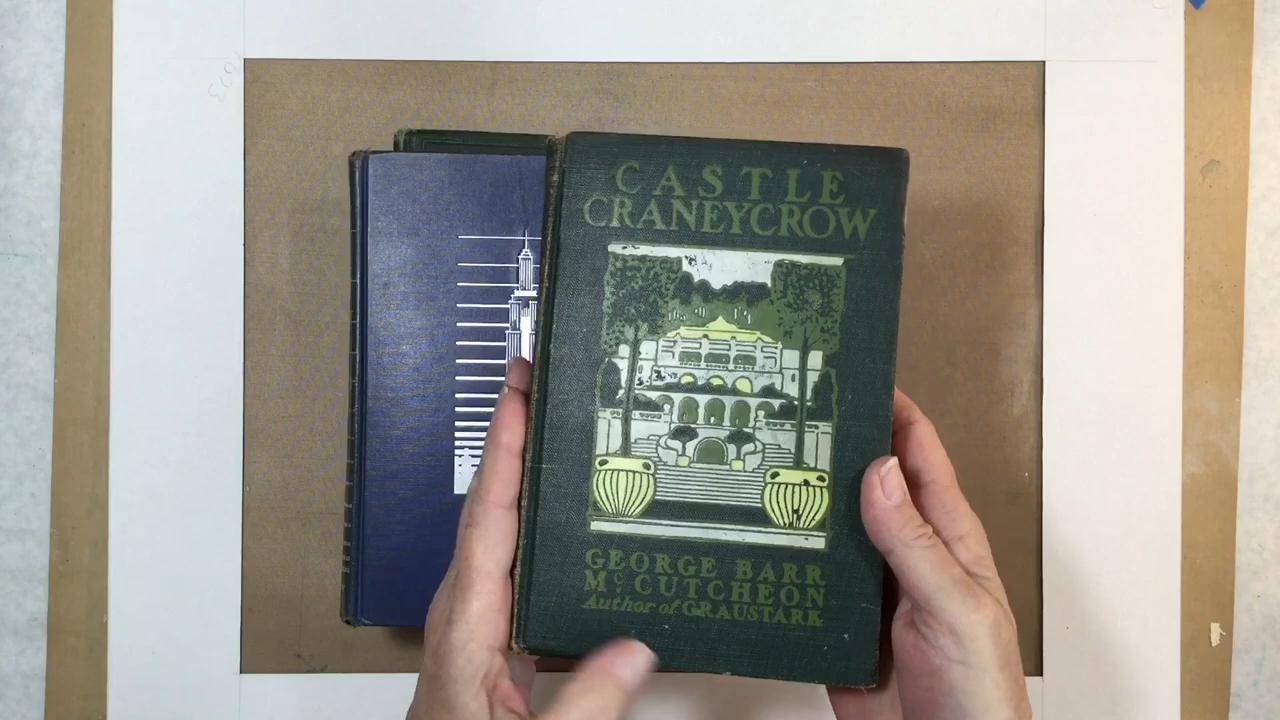 CASTLE
CRANEYCROW
GEORGE BARR
McCUTCHEON
Author of GRAUSTARK